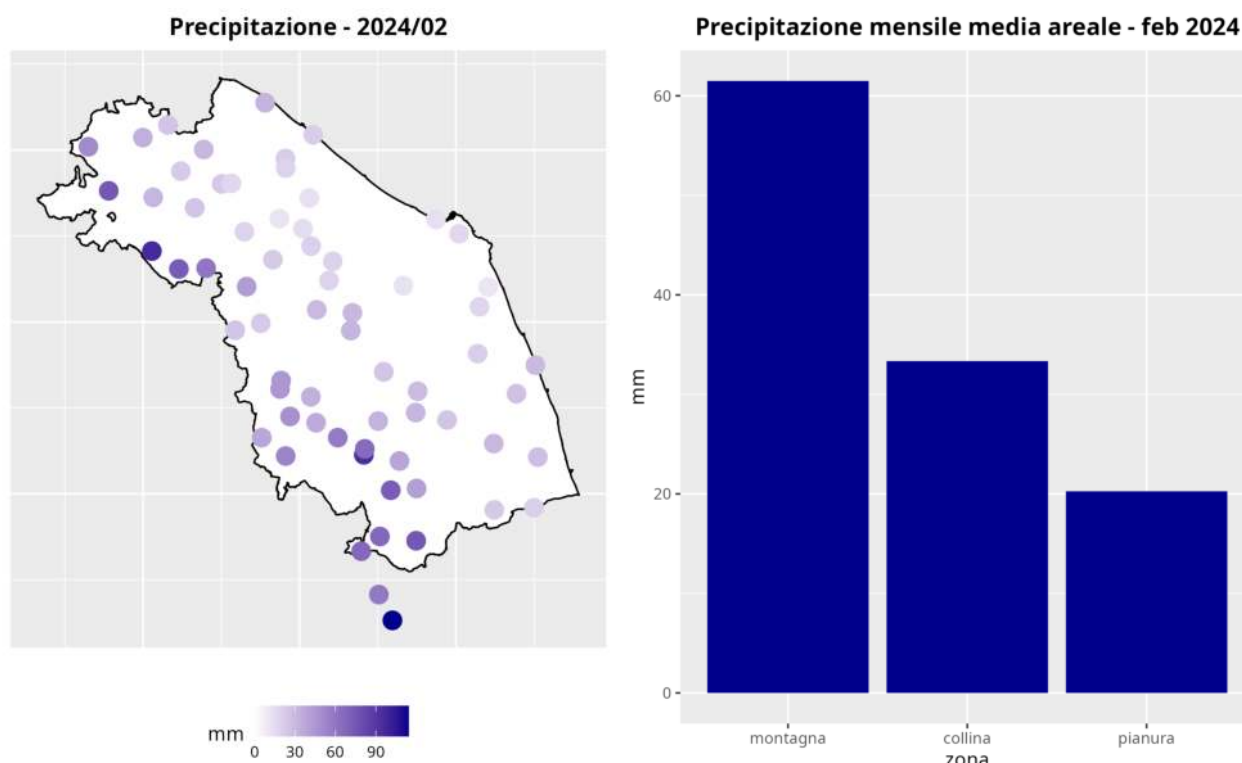 Precipitazione - 2024/02
mm
0 30 60 90
Precipitazione mensile media areale - feb 2024
60
40
20
0
mm
montagna collina pianura
zona